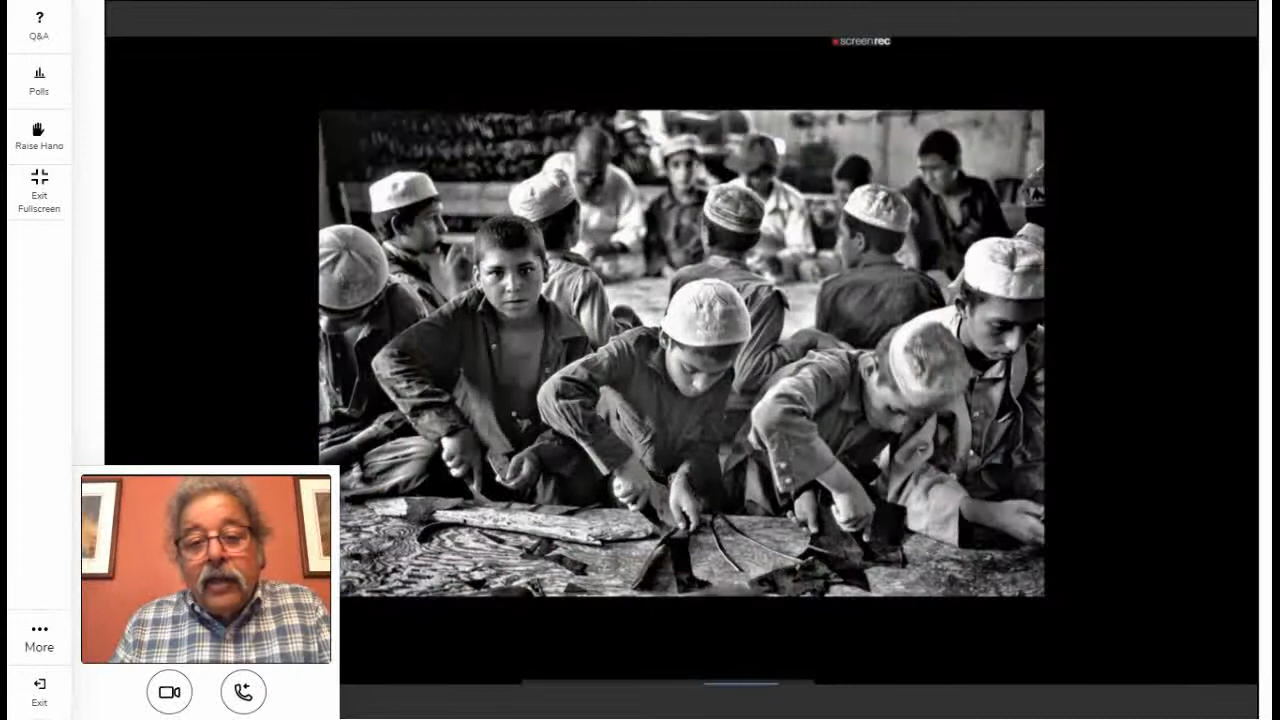 ?
Q&A
Polls
Raise Hand
Exit
Fullscreen
More
Exit
screenrec